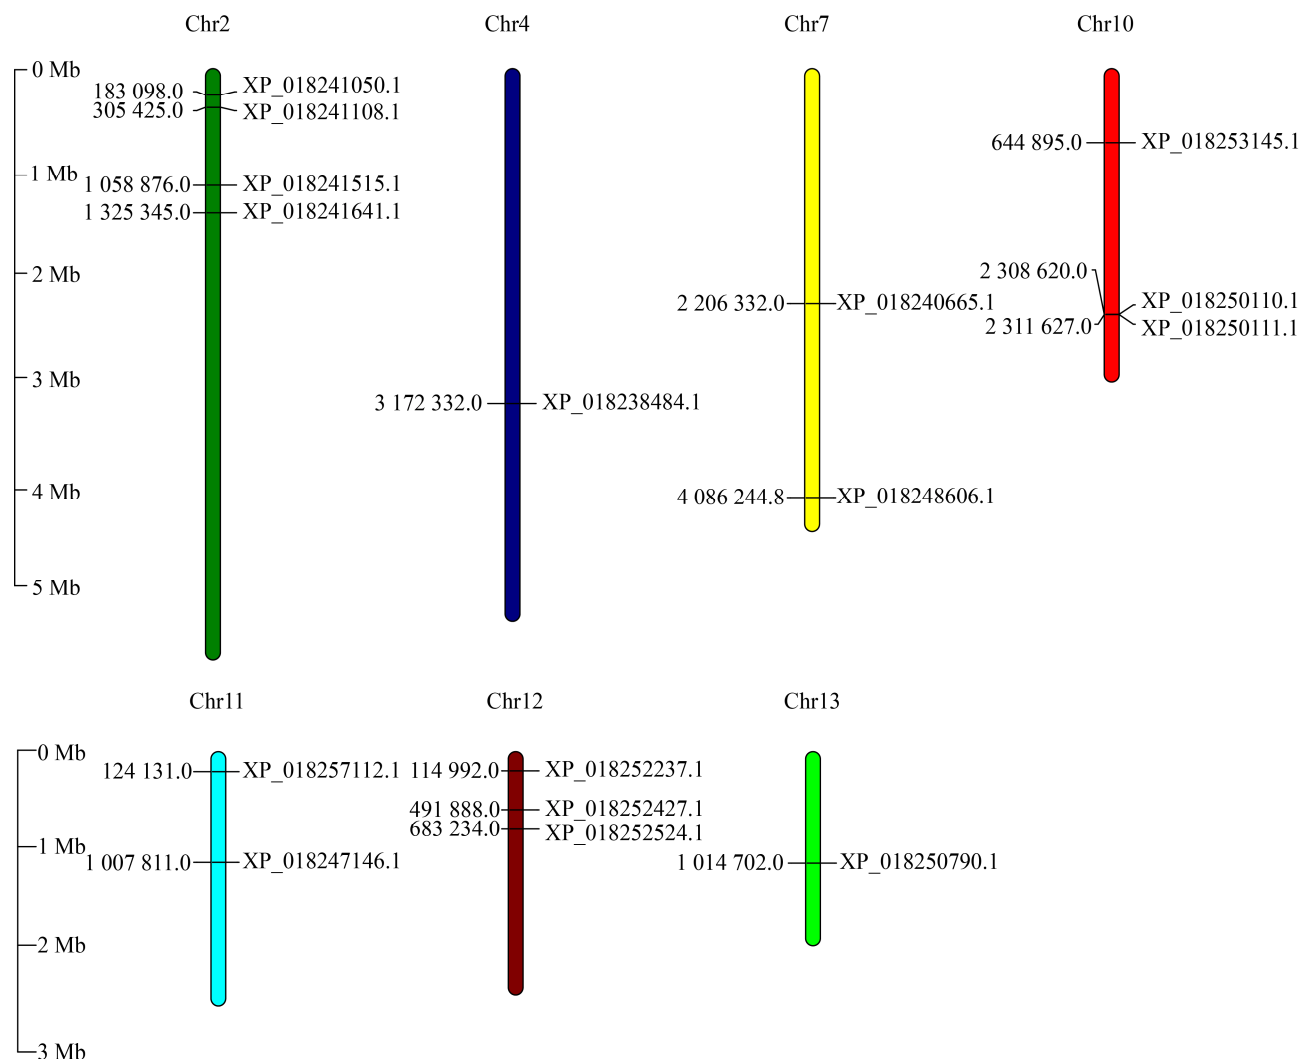 Chr2
Chr4
Chr7
Chr10
0 Mb
1 Mb
2 Mb
3 Mb
4 Mb
5 Mb
183 098.0
XP_018241050.1
305 425.0
XP_018241108.1
1 058 876.0
XP_018241515.1
1 325 345.0
XP_018241641.1
3 172 332.0
XP_018238484.1
2 206 332.0
XP_018240665.1
4 086 244.8
XP_018248606.1
644 895.0
XP_018253145.1
2 308 620.0
XP_018250110.1
2 311 627.0
XP_018250111.1
Chr11
Chr12
Chr13
0 Mb
1 Mb
2 Mb
3 Mb
124 131.0
XP_018257112.1
1 007 811.0
XP_018247146.1
114 992.0
XP_018252237.1
491 888.0
XP_018252427.1
683 234.0
XP_018252524.1
1 014 702.0
XP_018250790.1